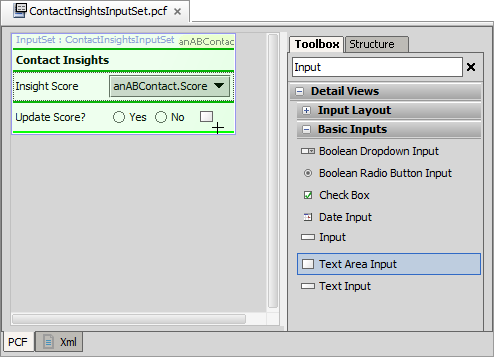 ContactInsightsInputSet.pcf
InputSet : ContactInsightsInputSet anABContac
Contact Insights
Insight Score anABContact.Score
Update Score? Yes No
PCF Xml
Toolbox Structure
Input
Detail Views
Input Layout
Basic Inputs
Boolean Dropdown Input
Boolean Radio Button Input
Check Box
Date Input
Input
Text Area Input
Text Input